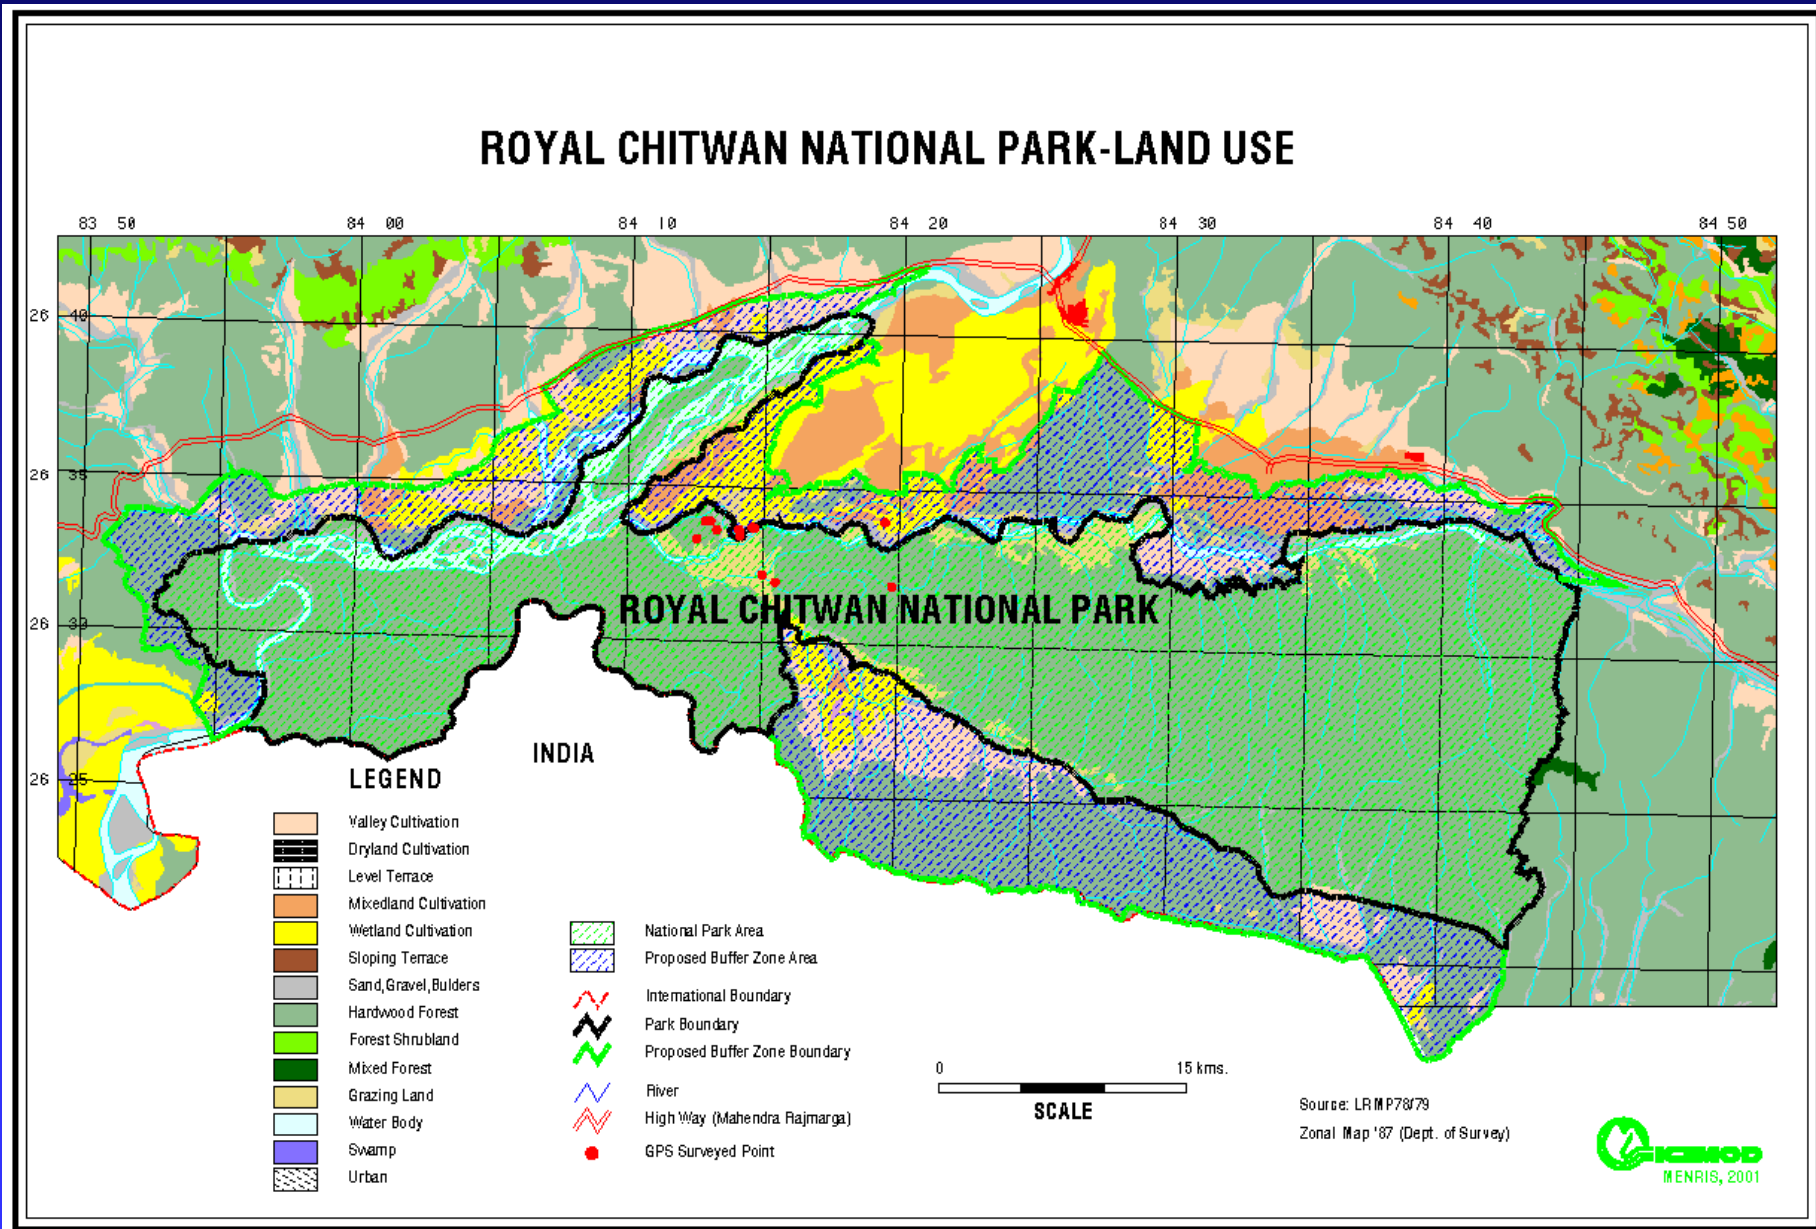 ROYAL CHITWAN NATIONAL PARK-LAND USE
83 50
84 00
84 10
84 20
84 30
84 40
84 50
26 40
26 35
26 30
26 25
ROYAL CHITWAN NATIONAL PARK
INDIA
LEGEND
Valley Cultivation
Dryland Cultivation
Level Terrace
Mixedland Cultivation
Wetland Cultivation
Sloping Terrace
Sand,Gravel,Bulders
Hardwood Forest
Forest Shrubland
Mixed Forest
Grazing Land
Water Body
Swamp
Urban
National Park Area
Proposed Buffer Zone Area
International Boundary
Park Boundary
Proposed Buffer Zone Boundary
River
High Way (Mahendra Rajmarga)
GPS Surveyed Point
0 15 kms.
SCALE
Source: LRMP78/79
Zonal Map '87 (Dept. of Survey)
ICIMOD
MENRIS, 2001